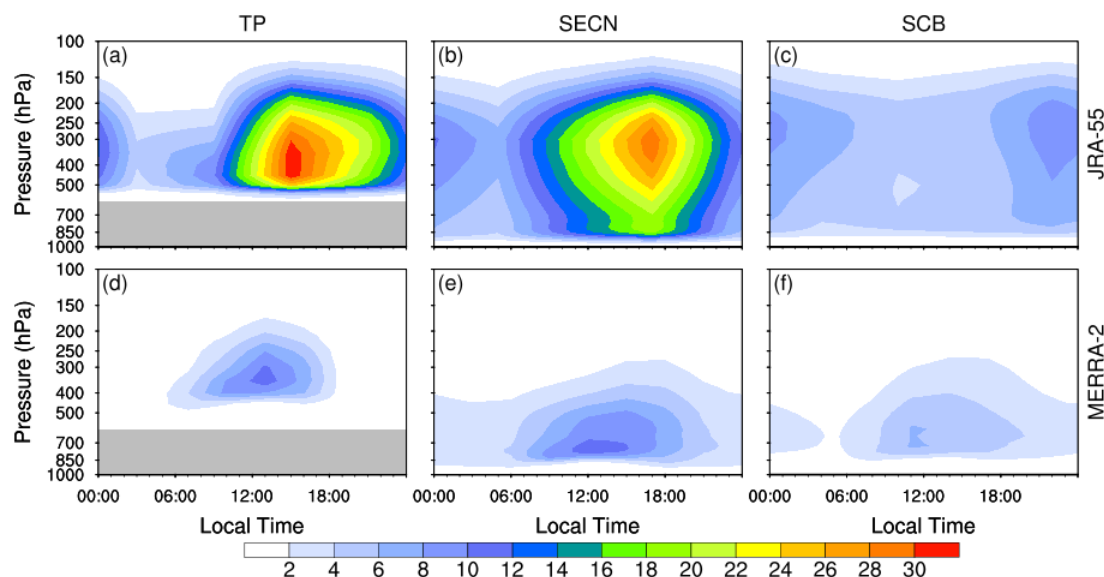 TP SECN SCB
(a) (b) (c)
100
150
200
250
300
400
500
700
850
1000
Pressure (hPa)
JRA-55
(d) (e) (f)
100
150
200
250
300
400
500
700
850
1000
Pressure (hPa)
MERRA-2
00:00 06:00 12:00 18:00 00:00 06:00 12:00 18:00 00:00 06:00 12:00 18:00
Local Time Local Time Local Time
2 4 6 8 10 12 14 16 18 20 22 24 26 28 30